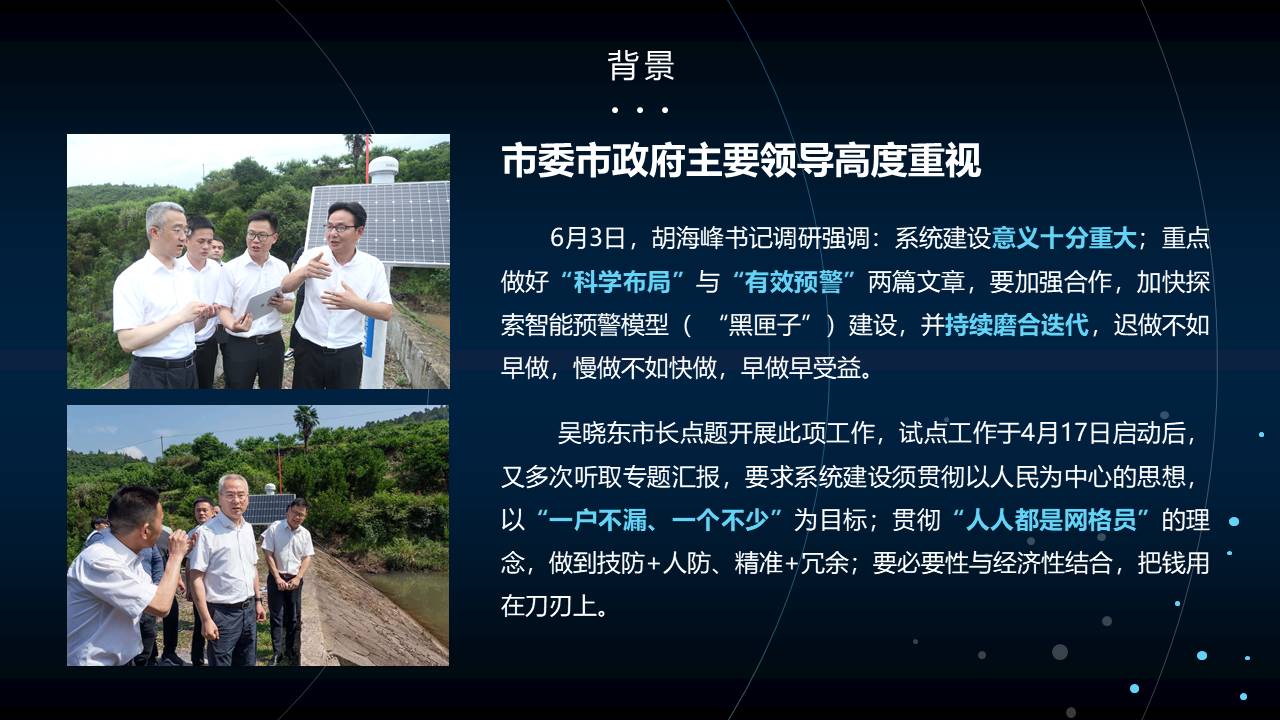 背景
市委市政府主要领导高度重视
6月3日，胡海峰书记调研强调：系统建设意义十分重大；重点
做好“科学布局”与“有效预警”两篇文章，要加强合作，加快探
索智能预警模型（ “黑匣子”）建设，并持续磨合迭代，迟做不如
早做，慢做不如快做，早做早受益。
吴晓东市长点题开展此项工作，试点工作于4月17日启动后，
又多次听取专题汇报，要求系统建设须贯彻以人民为中心的思想，
以“一户不漏、一个不少”为目标；贯彻“人人都是网格员”的理
念，做到技防+人防、精准+冗余；要必要性与经济性结合，把钱用
在刀刃上。